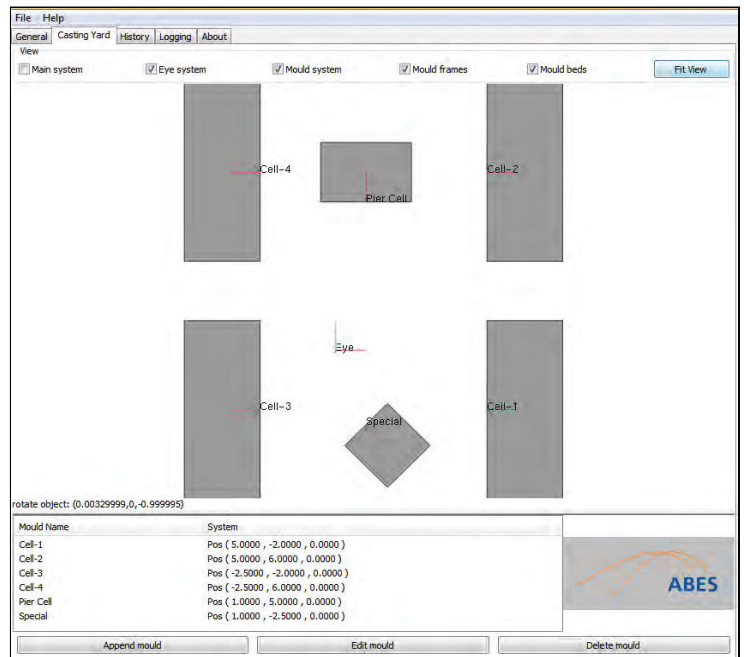 File Help
General Casting Yard History Logging About
View
Main system Eye system Mould system Mould frames Mould beds Fit View
Cell-4 Cell-2
Pier Cell
Eye
Cell-3 Cell-1
Special
rotate object: (0.00329999,0,-0.999995)
Mould Name System
Cell-1 Pos ( 5.0000 , -2.0000 , 0.0000 )
Cell-2 Pos ( 5.0000 , 6.0000 , 0.0000 )
Cell-3 Pos ( -2.5000 , -2.0000 , 0.0000 )
Cell-4 Pos ( -2.5000 , 6.0000 , 0.0000 )
Pier Cell Pos ( 1.0000 , 5.0000 , 0.0000 )
Special Pos ( 1.0000 , -2.5000 , 0.0000 )
ABES
Append mould Edit mould Delete mould